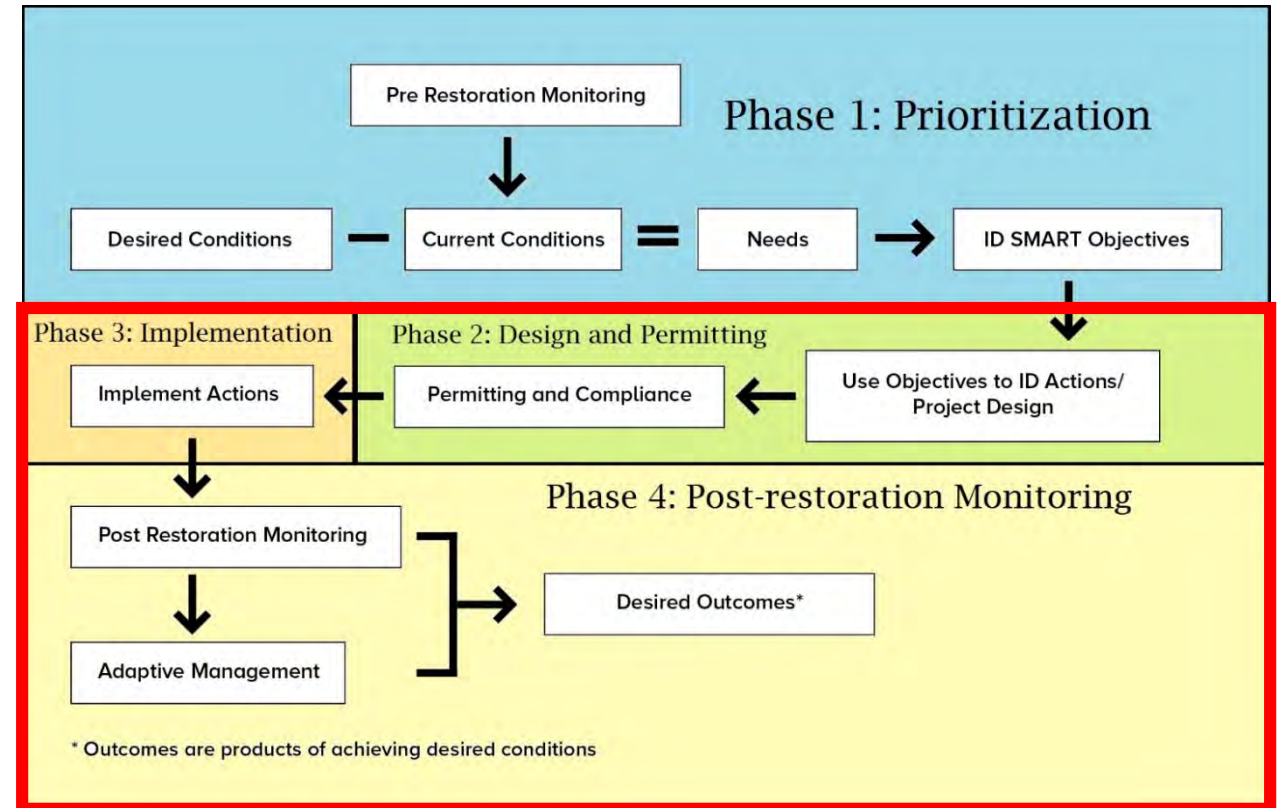 Pre Restoration Monitoring
Phase 1: Prioritization
Desired Conditions
Current Conditions
Needs
ID SMART Objectives
Phase 3: Implementation
Phase 2: Design and Permitting
Implement Actions
Permitting and Compliance
Use Objectives to ID Actions/
Project Design
Phase 4: Post-restoration Monitoring
Post Restoration Monitoring
Desired Outcomes*
Adaptive Management
* Outcomes are products of achieving desired conditions